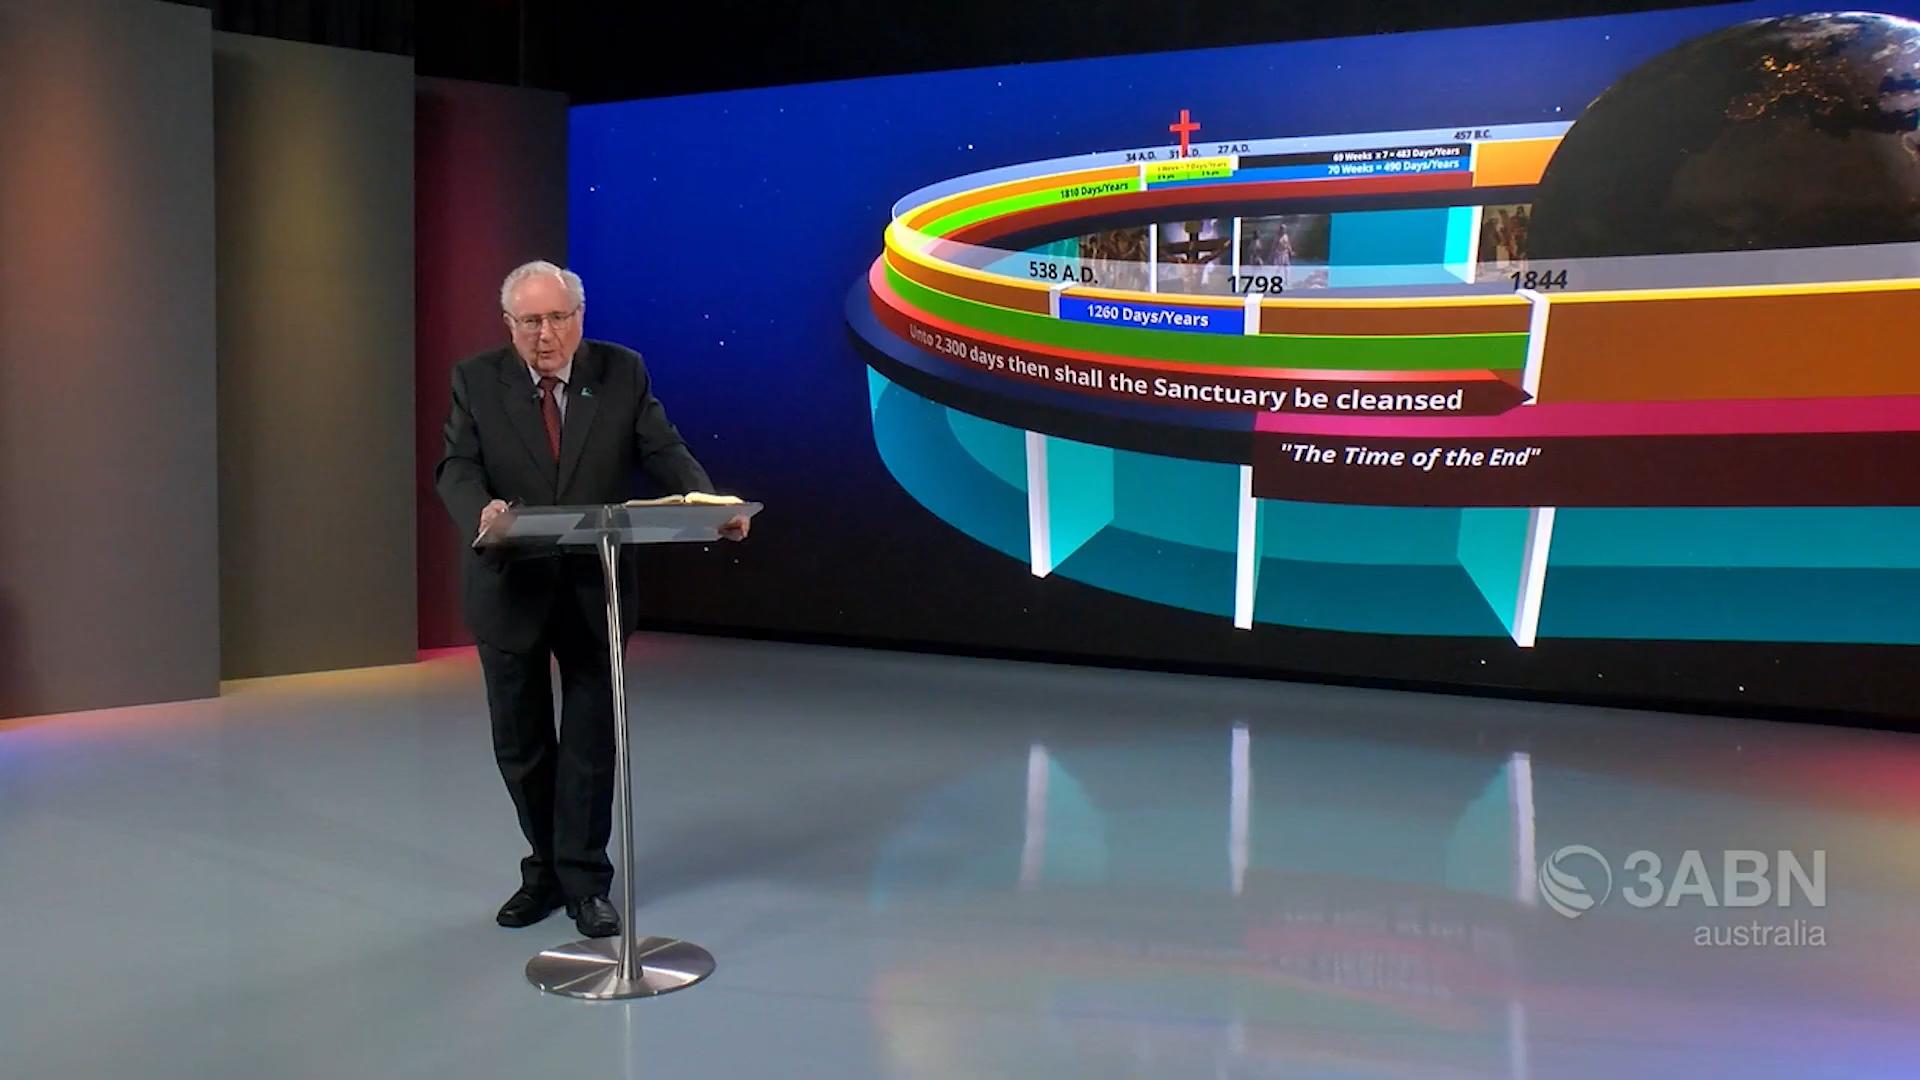 457 B.C.
34 A.D. 31 A.D. 27 A.D.
69 Weeks x 7 = 483 Days/Years
70 Weeks = 490 Days/Years
1810 Days/Years
538 A.D.
1798
1844
1260 Days/Years
Unto 2,300 days then shall the Sanctuary be cleansed
"The Time of the End"
3ABN
australia